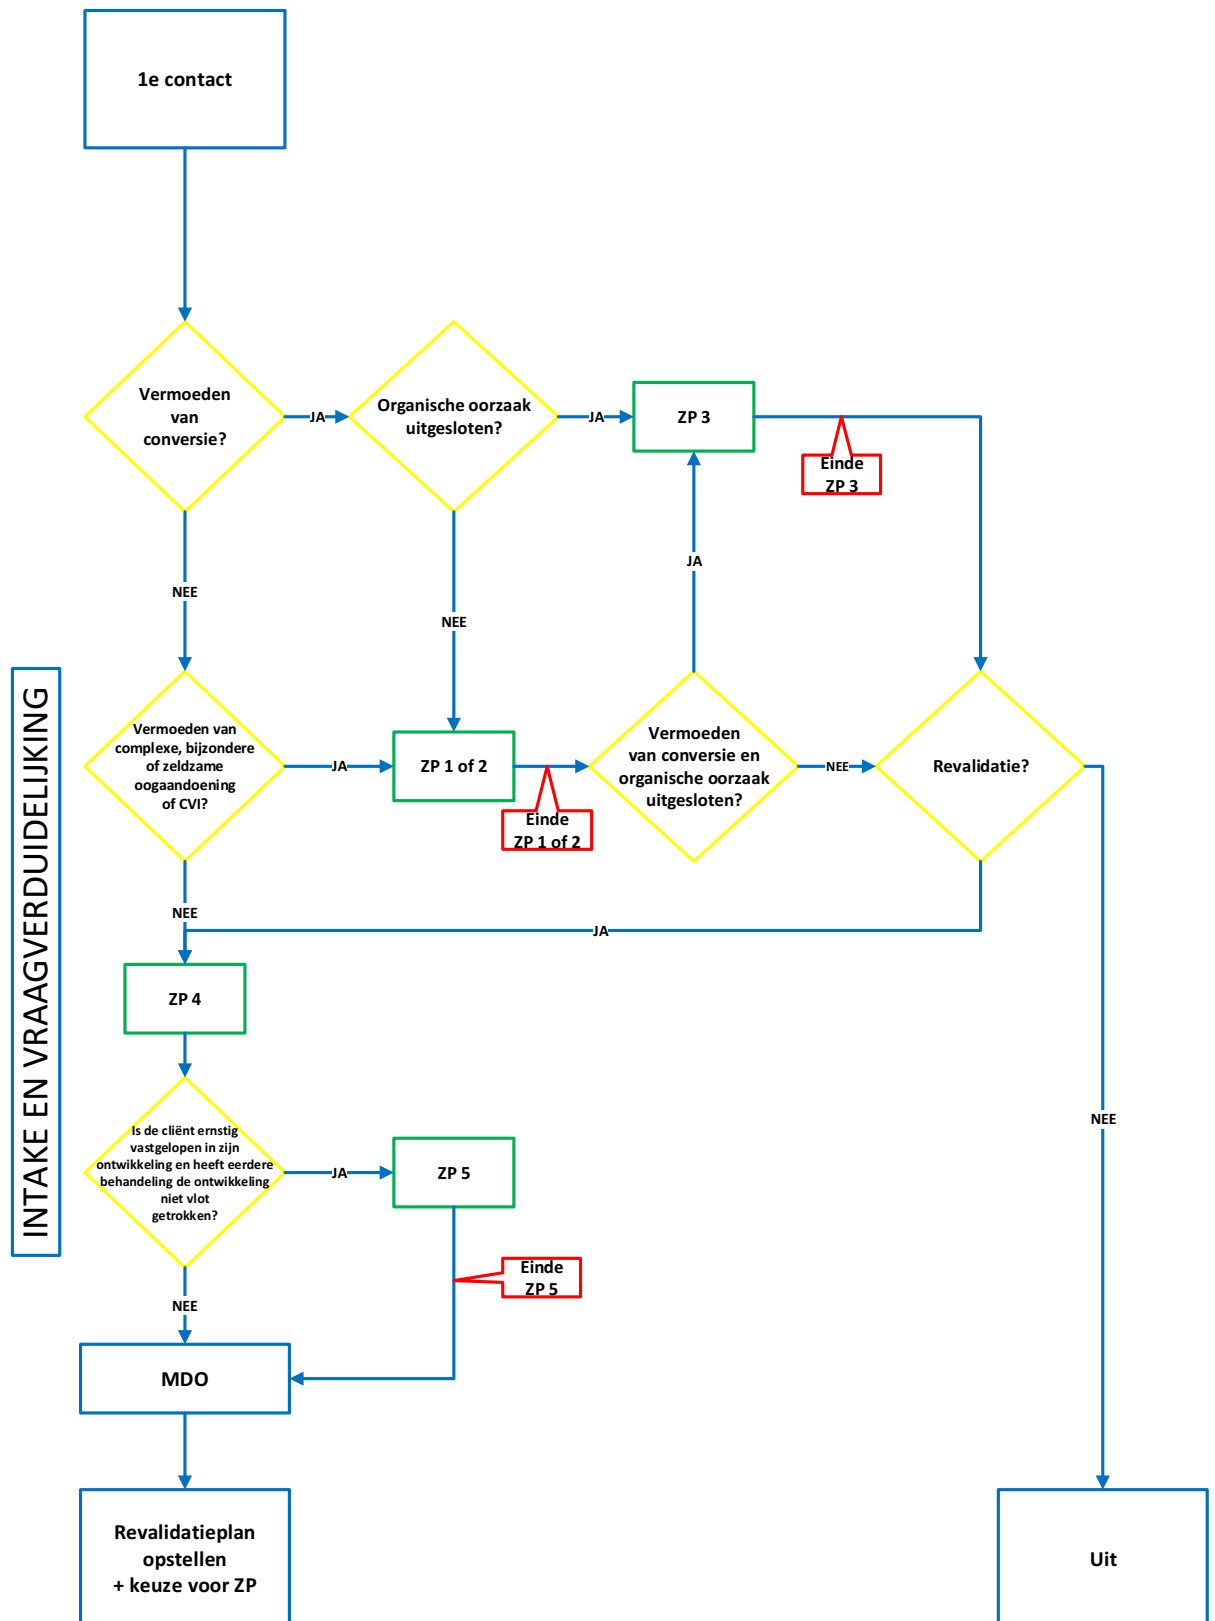 1e contact
Vermoeden
van
conversie?
JA
Organische oorzaak
uitgesloten?
JA
ZP 3
Einde
ZP 3
NEE
NEE
JA
INTAKE EN VRAAGVERDUIDELIJKING
Vermoeden van
complexe, bijzondere
of zeldzame
oogaandoening
of CVI?
JA
ZP 1 of 2
Einde
ZP 1 of 2
Vermoeden
van conversie en
organische oorzaak
uitgesloten?
NEE
Revalidatie?
NEE
JA
ZP 4
Is de cliënt ernstig
vastgelopen in zijn
ontwikkeling en heeft eerdere
behandeling de ontwikkeling
niet vlot
getrokken?
JA
ZP 5
NEE
Einde
ZP 5
NEE
MDO
Revalidatieplan
opstellen
+ keuze voor ZP
Uit